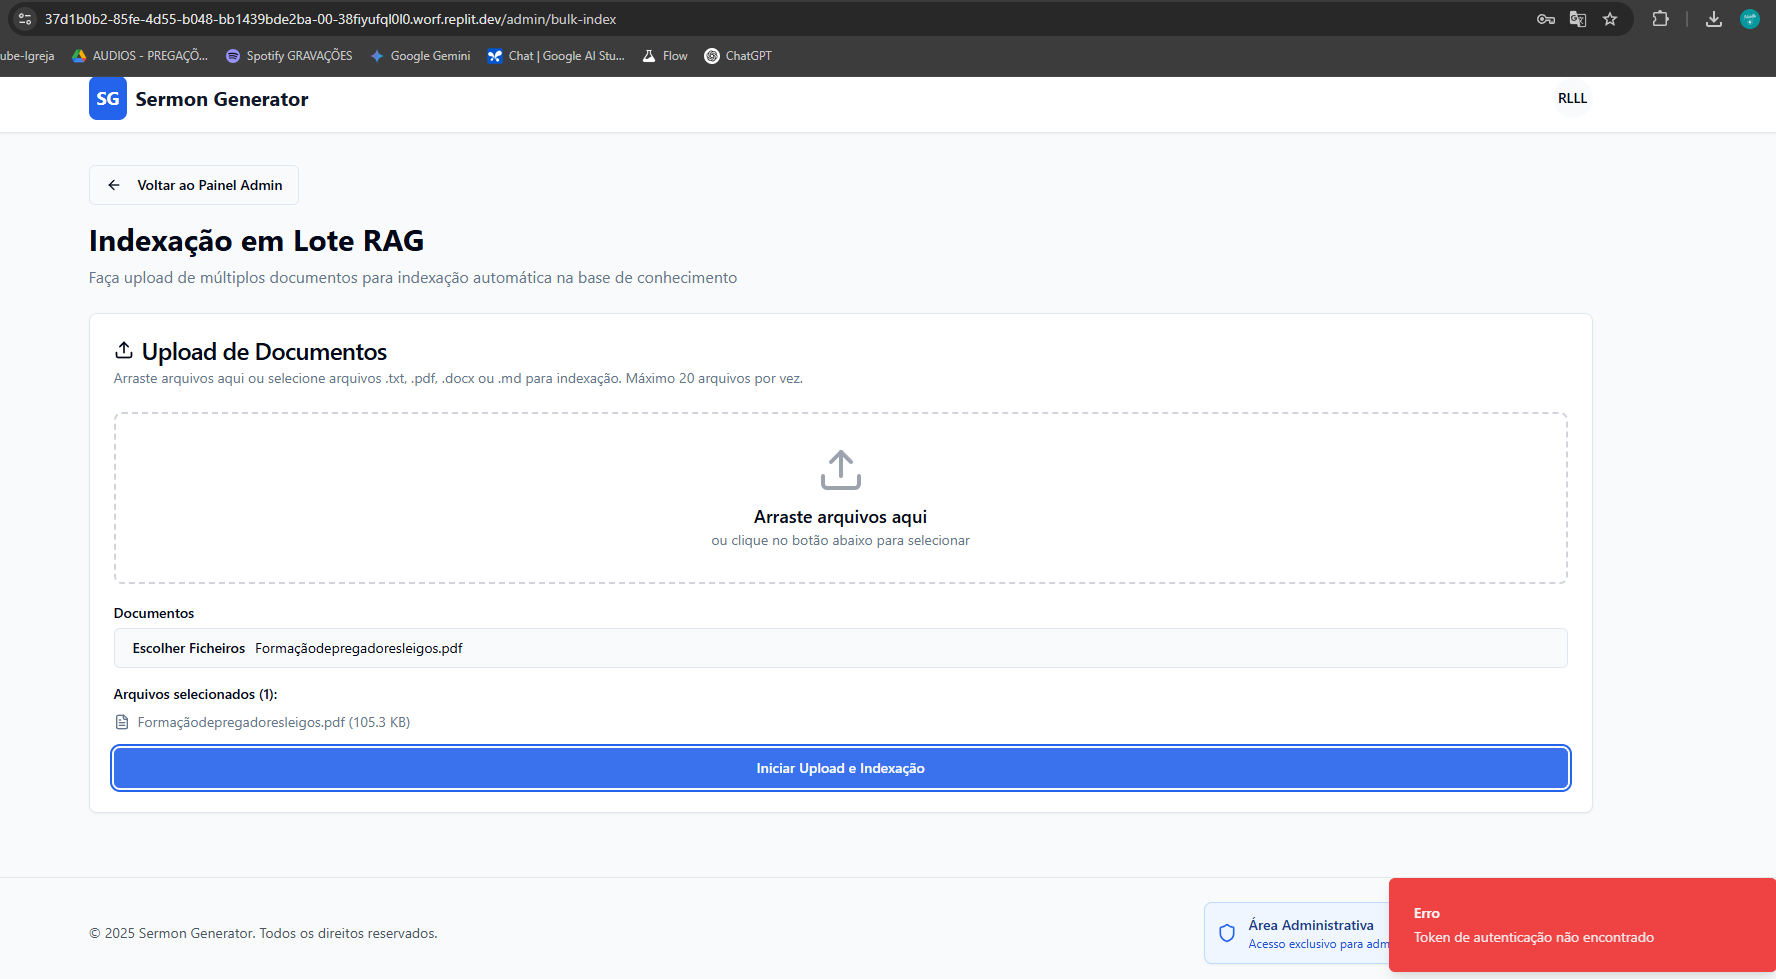 37d1b0b2-85fe-4d55-b048-bb1439bde2ba-00-38fiyufql0l0.worf.replit.dev/admin/bulk-index
ube-Igreja AUDIOS - PREGAÇÕ... Spotify GRAVAÇÕES Google Gemini Chat | Google AI Stu... Flow ChatGPT
SG Sermon Generator RLLL
Voltar ao Painel Admin
Indexação em Lote RAG
Faça upload de múltiplos documentos para indexação automática na base de conhecimento
Upload de Documentos
Arraste arquivos aqui ou selecione arquivos .txt, .pdf, .docx ou .md para indexação. Máximo 20 arquivos por vez.
Arraste arquivos aqui
ou clique no botão abaixo para selecionar
Documentos
Escolher Ficheiros Formaçãodepregadoresleigos.pdf
Arquivos selecionados (1):
Formaçãodepregadoresleigos.pdf (105.3 KB)
Iniciar Upload e Indexação
© 2025 Sermon Generator. Todos os direitos reservados.
Área Administrativa
Acesso exclusivo para adm
Erro
Token de autenticação não encontrado